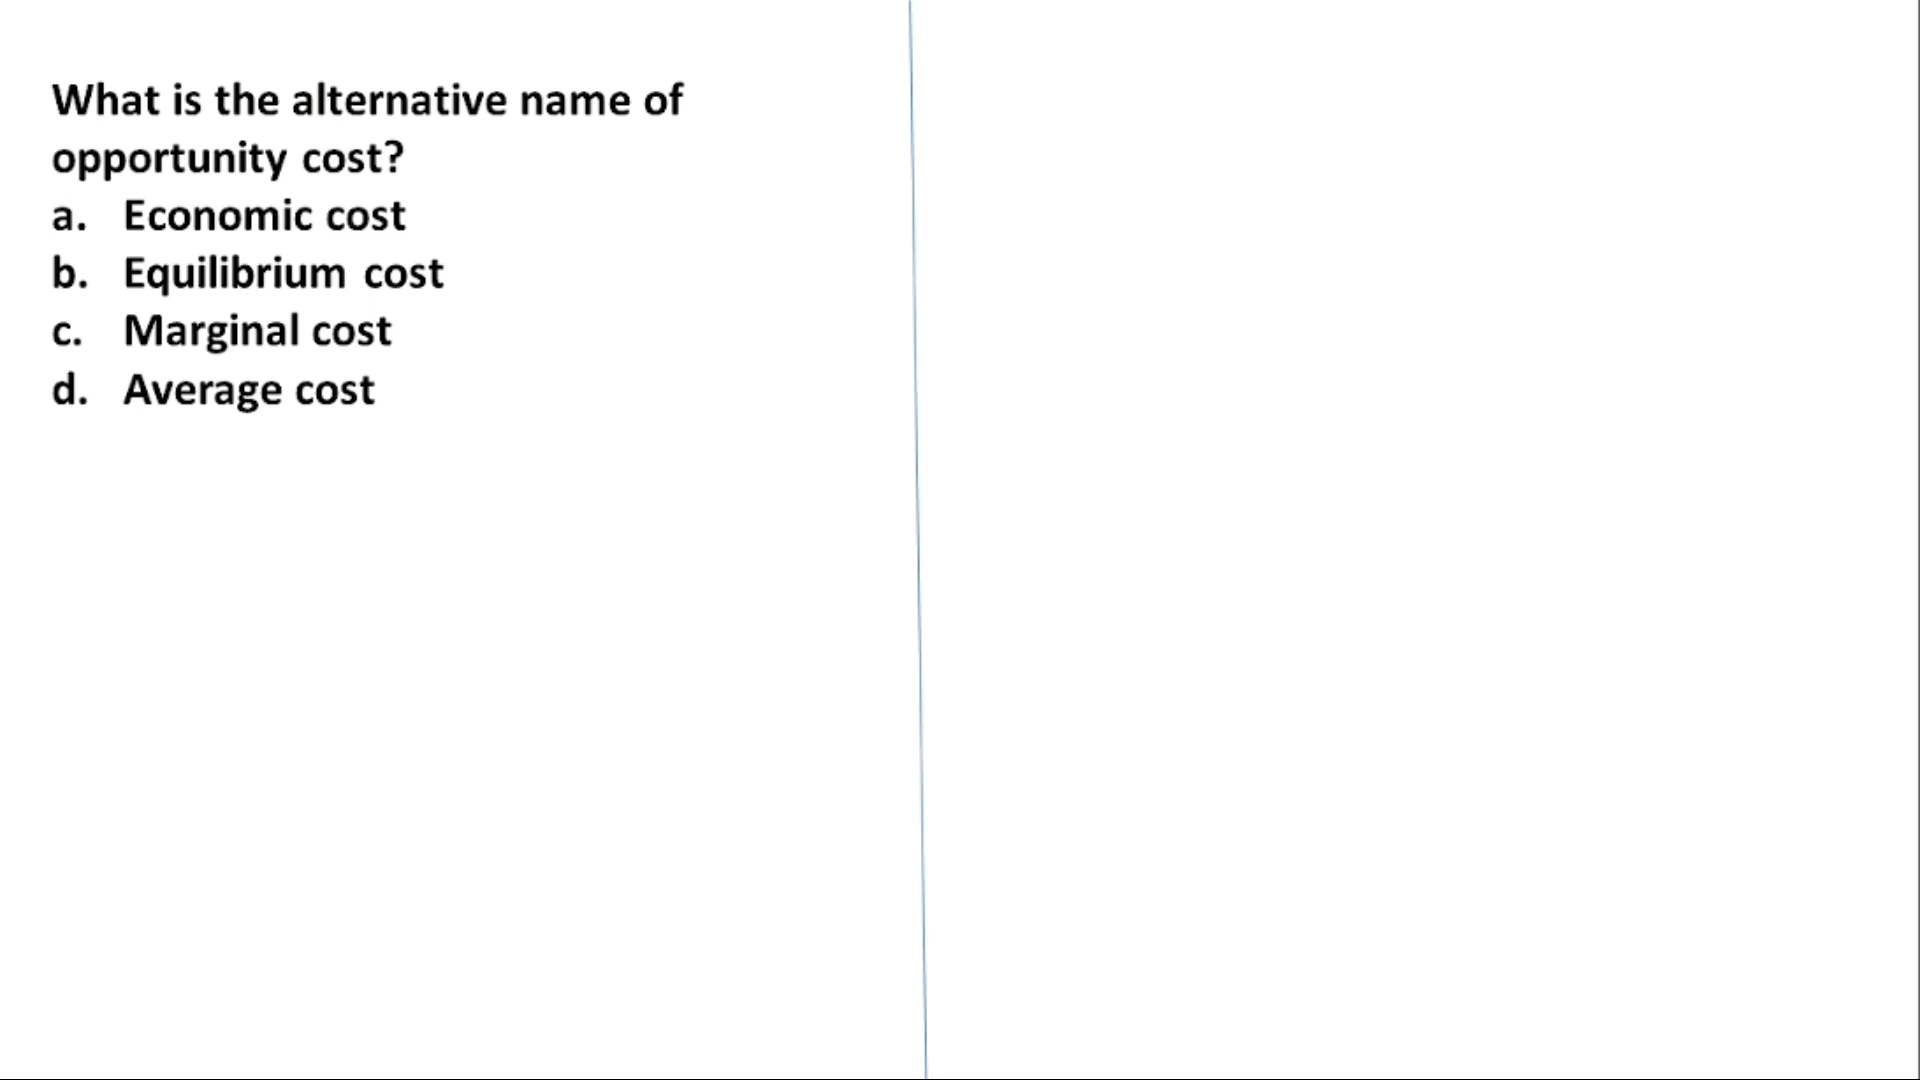 What is the alternative name of
opportunity cost?
a. Economic cost
b. Equilibrium cost
c. Marginal cost
d. Average cost